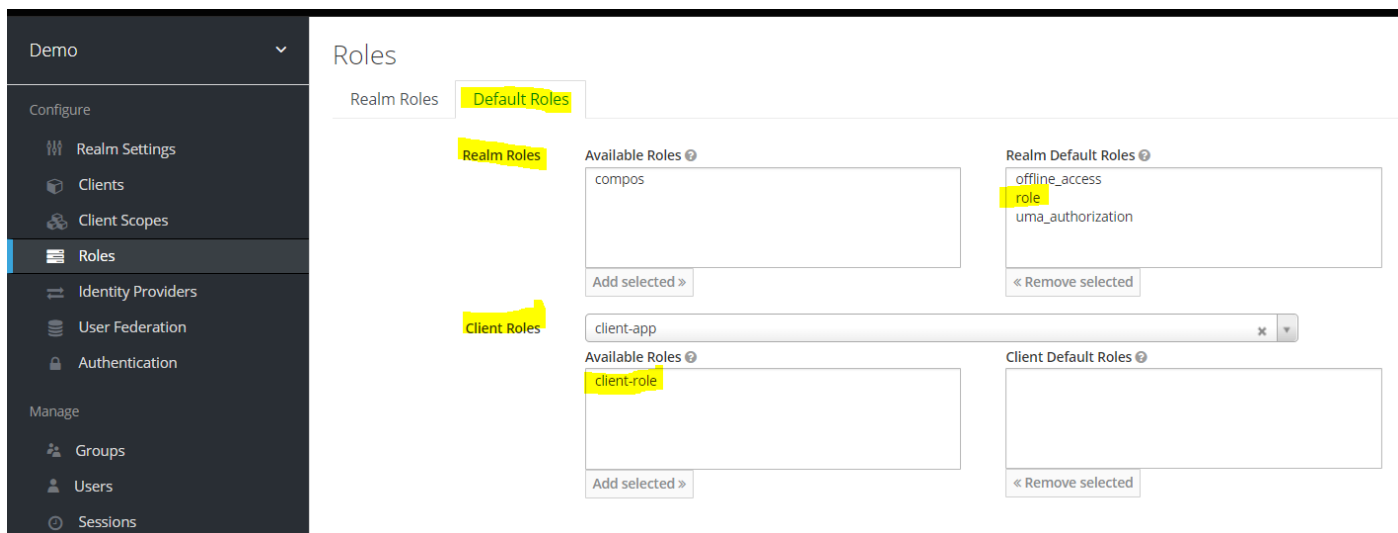 Demo
Configure
Realm Settings
Clients
Client Scopes
Roles
Identity Providers
User Federation
Authentication
Manage
Groups
Users
Sessions
Roles
Realm Roles Default Roles
Realm Roles
Available Roles
compos
Add selected »
Realm Default Roles
offline_access
role
uma_authorization
« Remove selected
Client Roles
client-app
Available Roles
client-role
Add selected »
Client Default Roles
« Remove selected